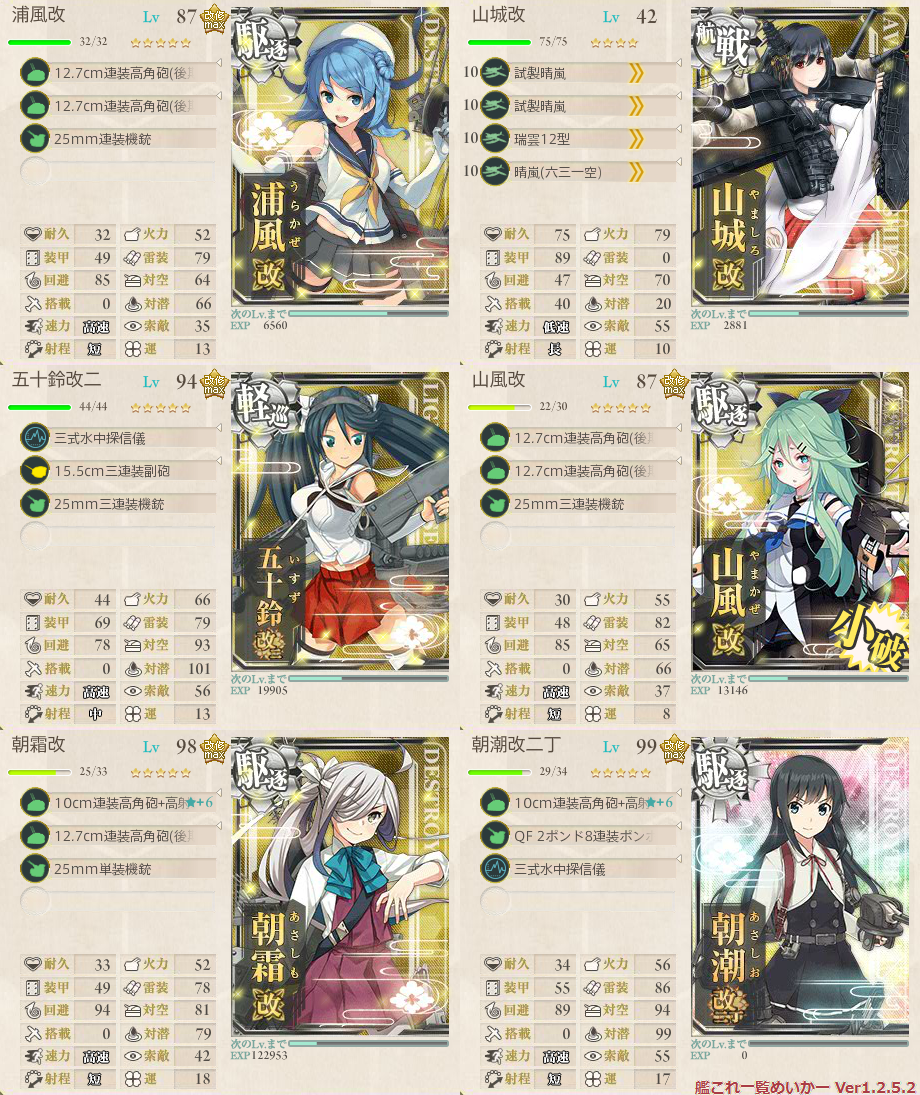 浦風改 Lv 87 改修max
32/32
12.7cm連装高角砲(後
12.7cm連装高角砲(後
25mm連装機銃
耐久 32 火力 52
装甲 49 雷装 79
回避 85 対空 64
搭載 0 対潜 66
速力 高速 索敵 35
射程 短 運 13
駆逐
うらかぜ
浦風改
次のLv.まで
EXP 6560
山城改 Lv 42
75/75
10 試製晴嵐
10 試製晴嵐
10 瑞雲12型
10 晴嵐(六三一空)
耐久 75 火力 79
装甲 89 雷装 0
回避 47 対空 70
搭載 40 対潜 20
速力 低速 索敵 55
射程 長 運 10
航戦
やましろ
山城改
次のLv.まで
EXP 2881
五十鈴改二 Lv 94 改修max
44/44
三式水中探信儀
15.5cm三連装副砲
25mm三連装機銃
耐久 44 火力 66
装甲 69 雷装 79
回避 78 対空 93
搭載 0 対潜 101
速力 高速 索敵 56
射程 中 運 13
軽巡
いすず
五十鈴改二
次のLv.まで
EXP 19905
山風改 Lv 87 改修max
22/30
12.7cm連装高角砲(後
12.7cm連装高角砲(後
25mm三連装機銃
耐久 30 火力 55
装甲 48 雷装 82
回避 85 対空 65
搭載 0 対潜 66
速力 高速 索敵 37
射程 短 運 8
駆逐
やまかぜ
山風改
小破
次のLv.まで
EXP 13146
朝霜改 Lv 98 改修max
25/33
10cm連装高角砲+高射★+6
12.7cm連装高角砲(後
25mm単装機銃
耐久 33 火力 52
装甲 49 雷装 78
回避 94 対空 81
搭載 0 対潜 79
速力 高速 索敵 42
射程 短 運 18
駆逐
DESTROY
あさしも
朝霜改
次のLv.まで
EXP 122953
朝潮改二丁 Lv 99 改修max
29/34
10cm連装高角砲+高射★+6
QF 2ポンド8連装ポンポ
三式水中探信儀
耐久 34 火力 56
装甲 55 雷装 86
回避 89 対空 94
搭載 0 対潜 99
速力 高速 索敵 55
射程 短 運 17
駆逐
あさしお
朝潮改二丁
次のLv.まで
EXP 0
艦これ一覧めいかー Ver1.2.5.2